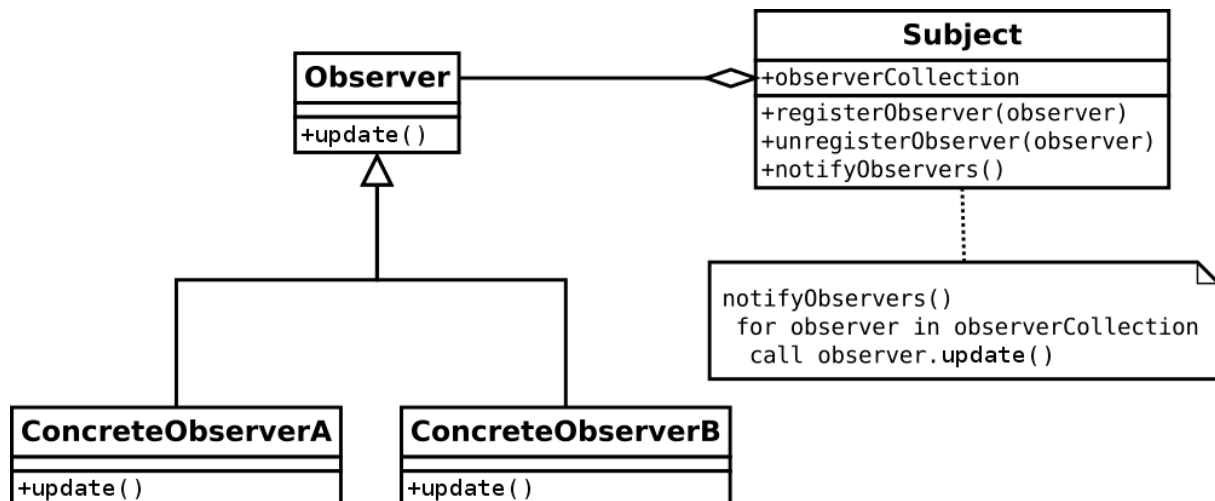 Observer
+update()
Subject
+observerCollection
+registerObserver(observer)
+unregisterObserver(observer)
+notifyObservers()
notifyObservers()
for observer in observerCollection
call observer.update()
ConcreteObserverA
+update()
ConcreteObserverB
+update()